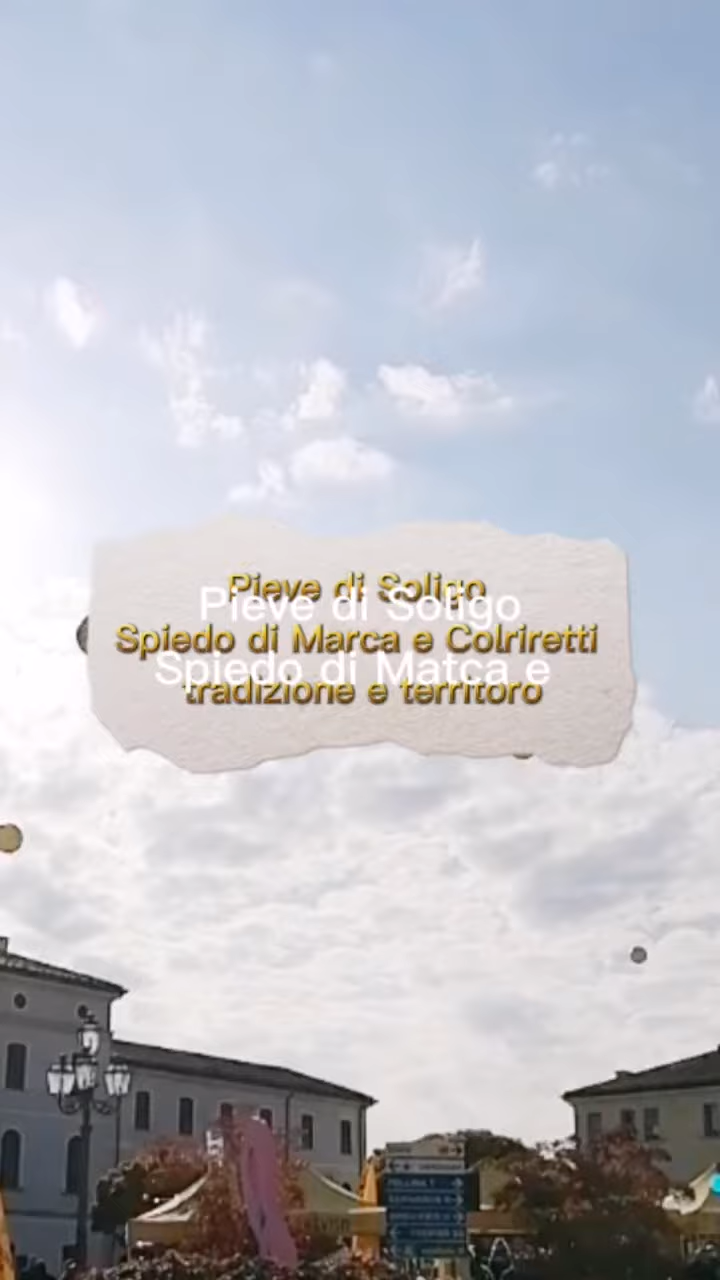 Pieve di Soligo
Spiedo di Marca e Colriretti
tradizione e territoro
Pieve di Soligo
Spiedo di Matca e